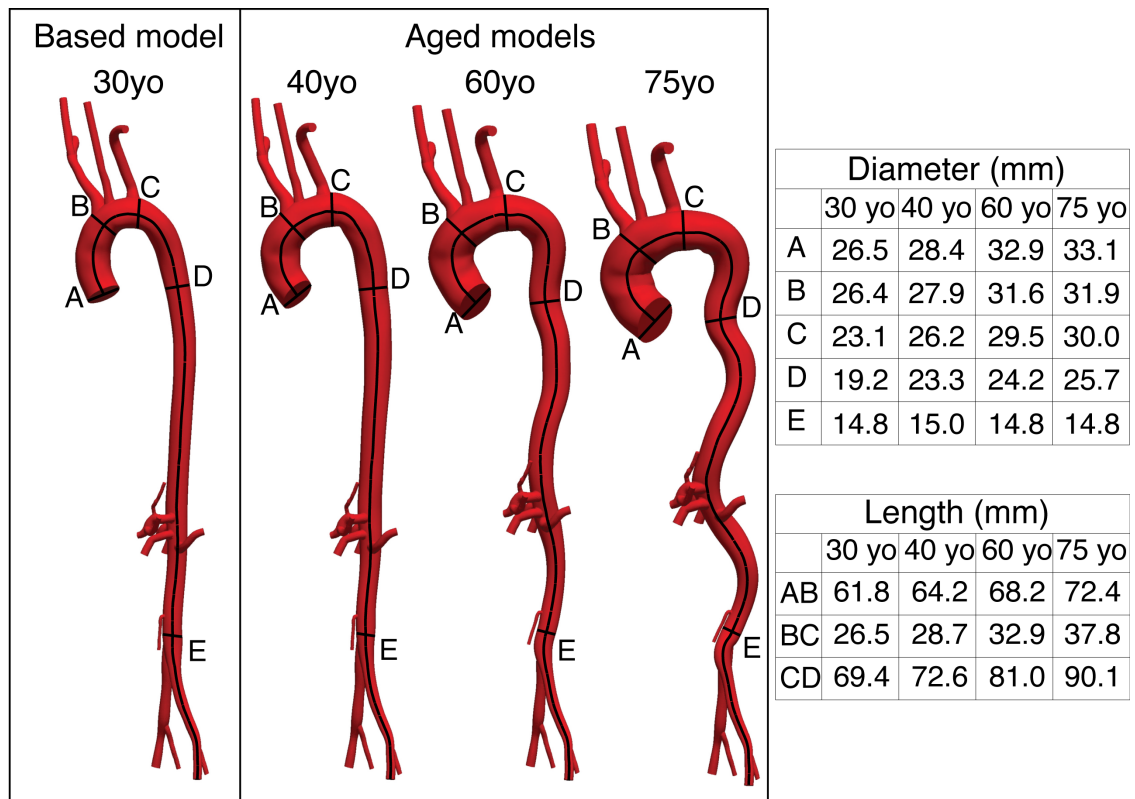 Based model
Aged models
30yo
40yo
60yo
75yo
A
B
C
D
E
A
B
C
D
E
A
B
C
D
E
A
B
C
D
E
Diameter (mm)
30 yo 40 yo 60 yo 75 yo
A 26.5 28.4 32.9 33.1
B 26.4 27.9 31.6 31.9
C 23.1 26.2 29.5 30.0
D 19.2 23.3 24.2 25.7
E 14.8 15.0 14.8 14.8
Length (mm)
30 yo 40 yo 60 yo 75 yo
AB 61.8 64.2 68.2 72.4
BC 26.5 28.7 32.9 37.8
CD 69.4 72.6 81.0 90.1